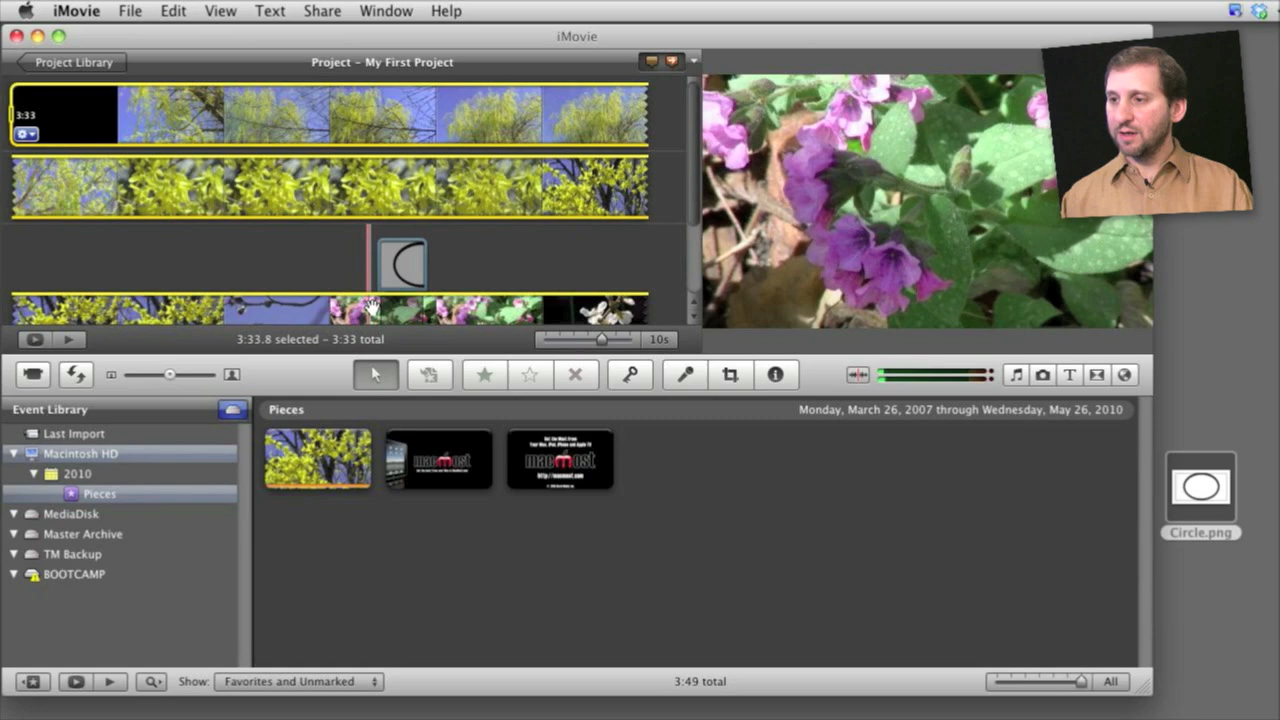 iMovie File Edit View Text Share Window Help
iMovie
Project Library
Project – My First Project
3:33
3:33.8 selected – 3:33 total
10s
Event Library
Pieces
Monday, March 26, 2007 through Wednesday, May 26, 2010
Last Import
Macintosh HD
2010
Pieces
MediaDisk
Master Archive
TM Backup
BOOTCAMP
macmost
macmost
http://macmost.com
Circle.png
Show: Favorites and Unmarked
3:49 total
All